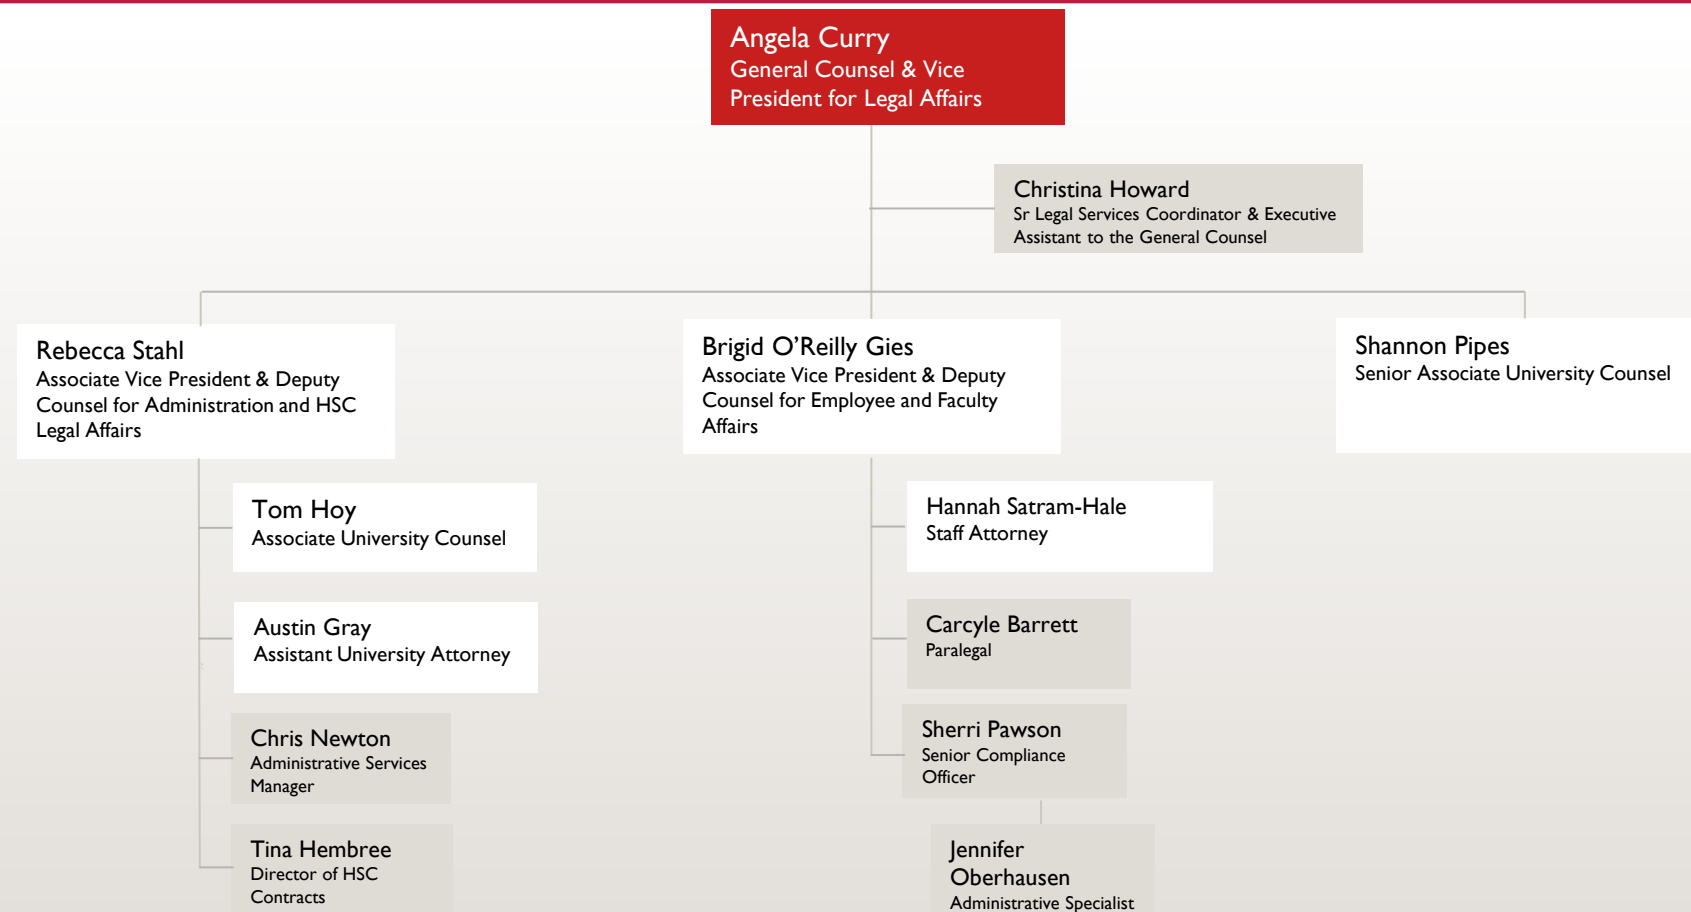 Angela Curry
General Counsel & Vice
President for Legal Affairs
Christina Howard
Sr Legal Services Coordinator & Executive
Assistant to the General Counsel
Rebecca Stahl
Associate Vice President & Deputy
Counsel for Administration and HSC
Legal Affairs
Brigid O'Reilly Gies
Associate Vice President & Deputy
Counsel for Employee and Faculty
Affairs
Shannon Pipes
Senior Associate University Counsel
Tom Hoy
Associate University Counsel
Austin Gray
Assistant University Attorney
Chris Newton
Administrative Services
Manager
Tina Hembree
Director of HSC
Contracts
Hannah Satram-Hale
Staff Attorney
Carcyle Barrett
Paralegal
Sherri Pawson
Senior Compliance
Officer
Jennifer
Oberhausen
Administrative Specialist